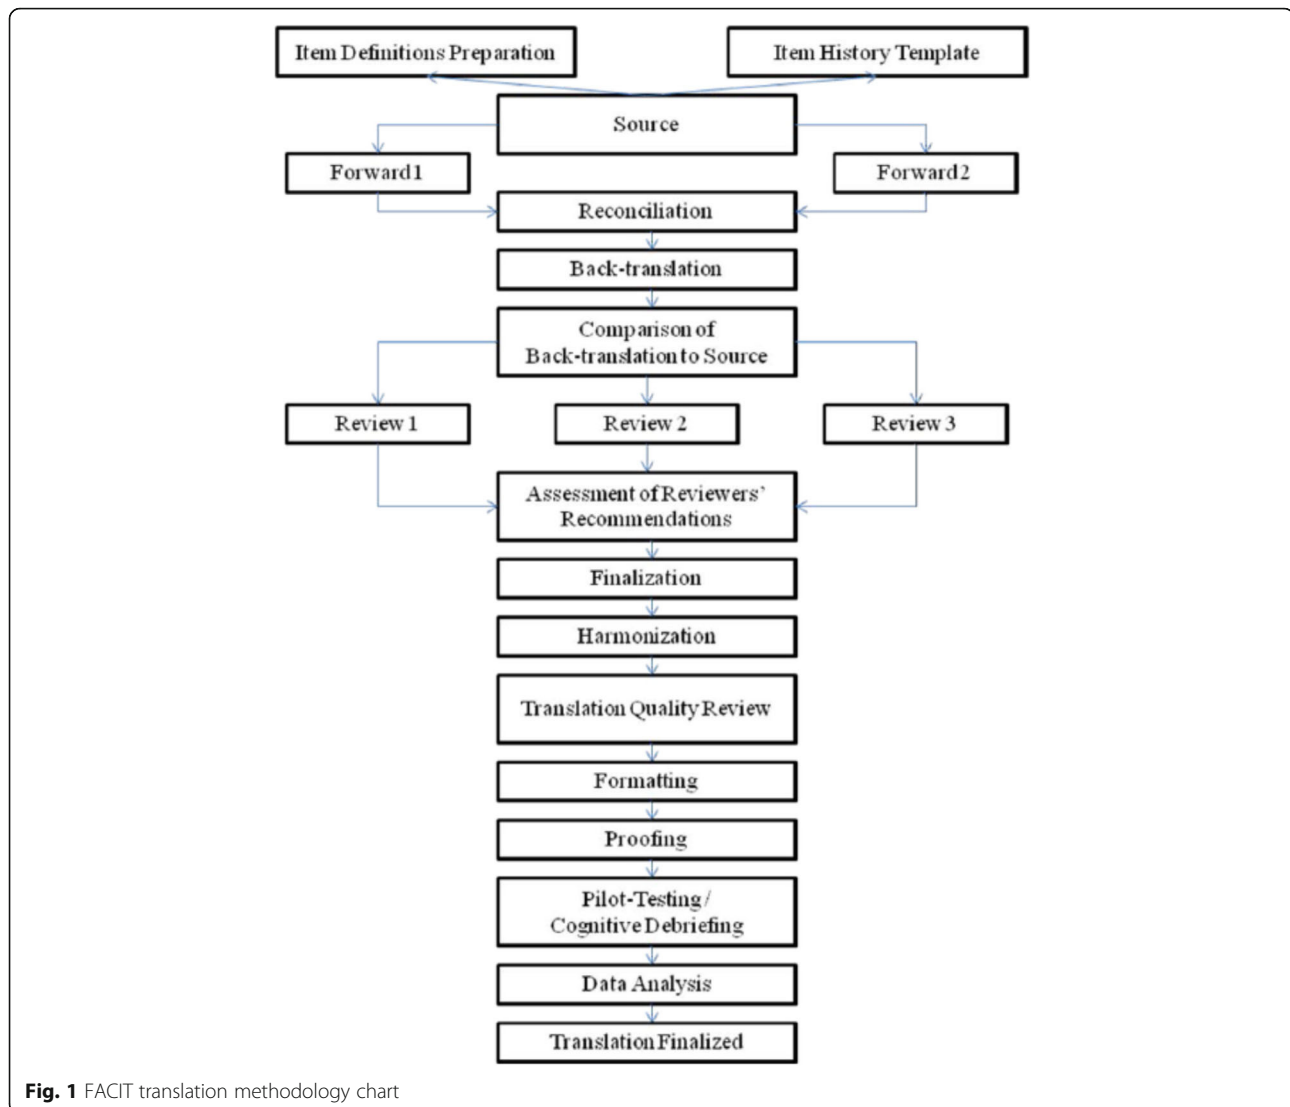 Item Definitions Preparation
Item History Template
Source
Forward 1
Forward 2
Reconciliation
Back-translation
Comparison of
Back-translation to Source
Review 1
Review 2
Review 3
Assessment of Reviewers’
Recommendations
Finalization
Harmonization
Translation Quality Review
Formatting
Proofing
Pilot-Testing /
Cognitive Debriefing
Data Analysis
Translation Finalized
Fig. 1 FACIT translation methodology chart